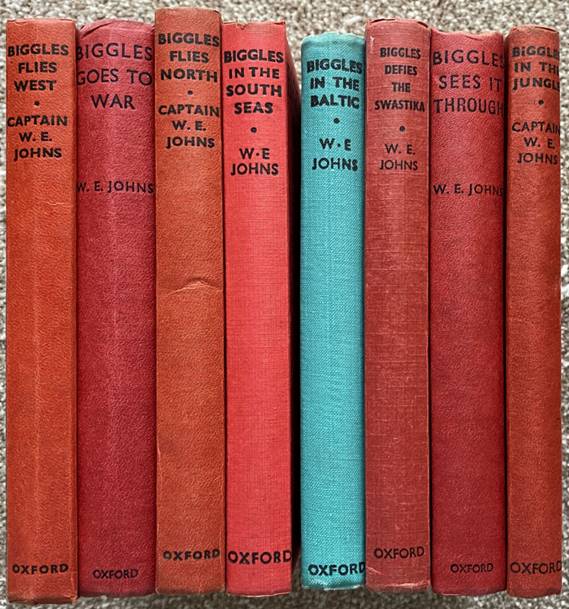 BIGGLES
FLIES
WEST
•
CAPTAIN
W. E.
JOHNS
OXFORD
BIGGLES
GOES TO
WAR
W. E. JOHNS
OXFORD
BIGGLES
FLIES
NORTH
•
CAPTAIN
W. E.
JOHNS
OXFORD
BIGGLES
IN THE
SOUTH
SEAS
•
W·E
JOHNS
OXFORD
BIGGLES
IN THE
BALTIC
•
W·E
JOHNS
OXFORD
BIGGLES
DEFIES
THE
SWASTIKA
•
W. E.
JOHNS
OXFORD
BIGGLES
SEES IT
THROUGH
W. E. JOHNS
OXFORD
BIGGLES
IN THE
JUNGLE
•
CAPTAIN
W. E.
JOHNS
OXFORD